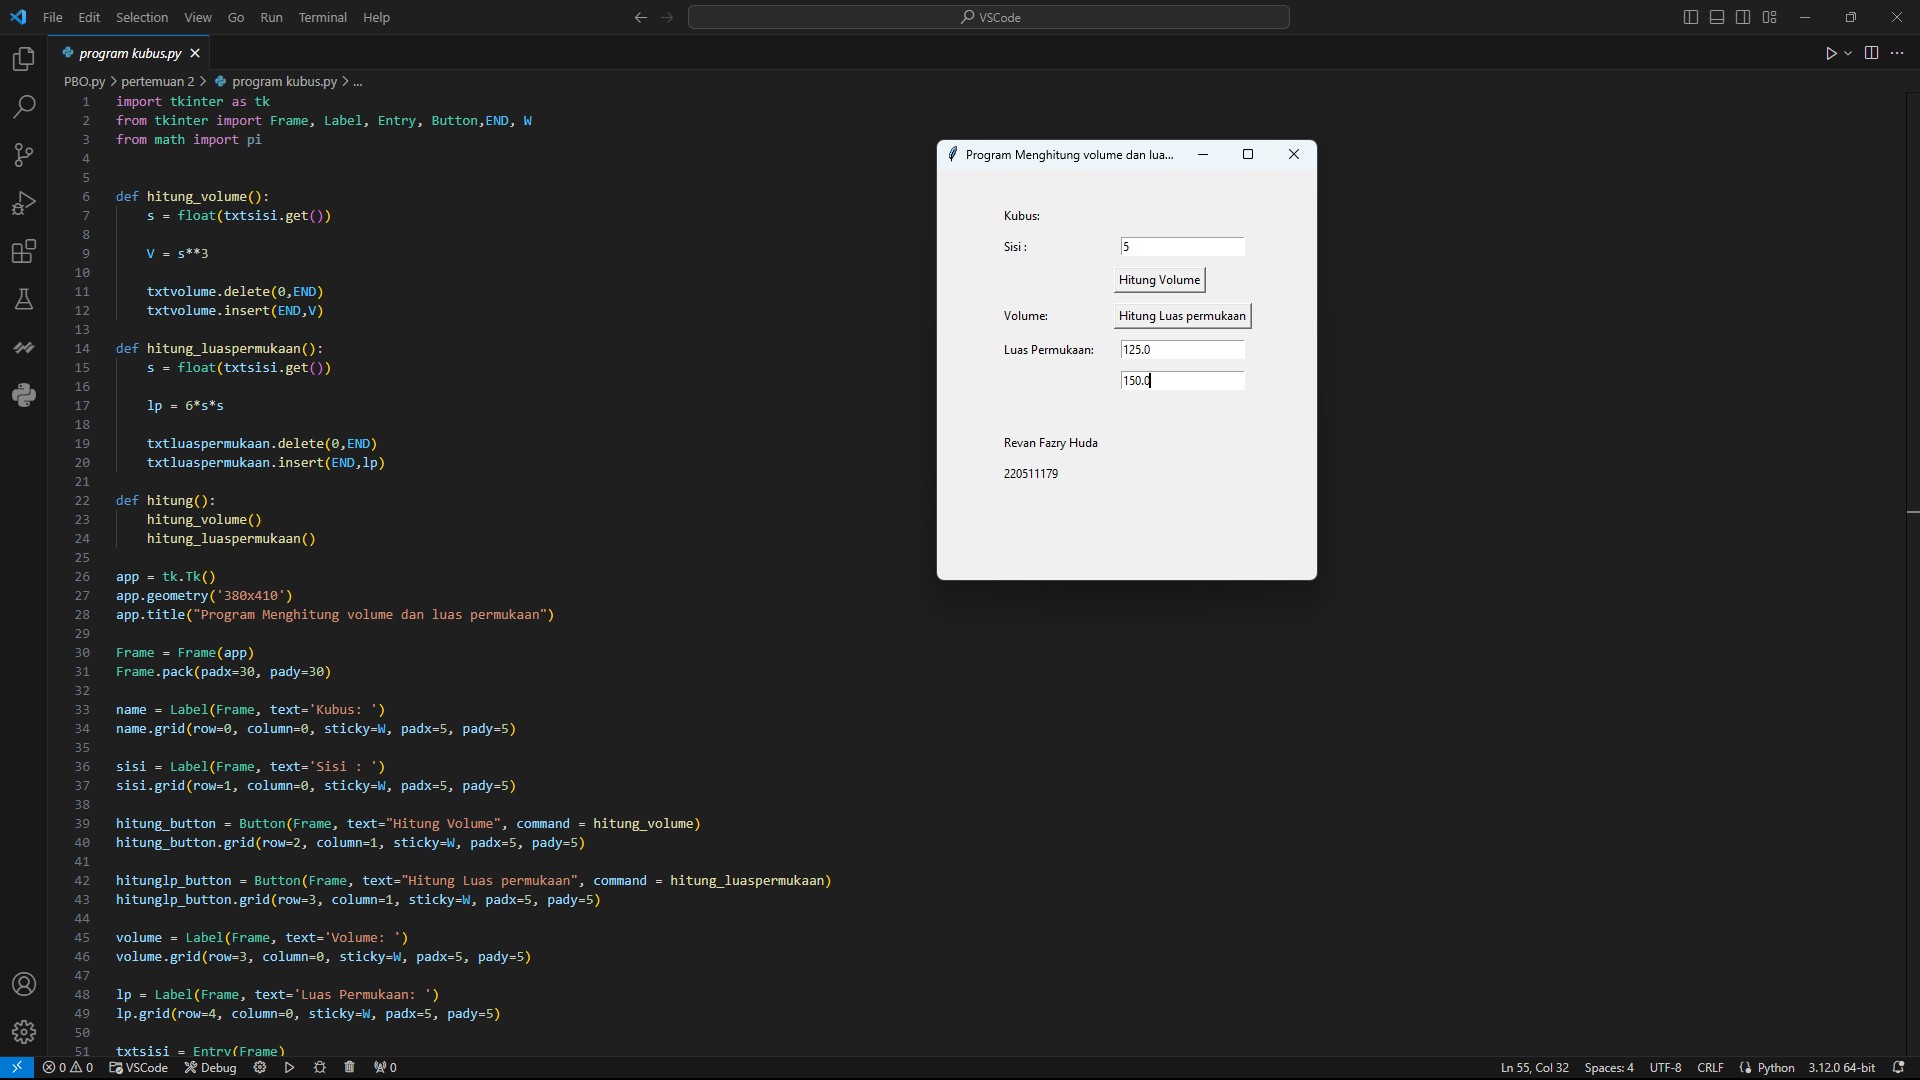 File Edit Selection View Go Run Terminal Help
VSCode
program kubus.py
PBO.py > pertemuan 2 > program kubus.py > ...
1 import tkinter as tk
2 from tkinter import Frame, Label, Entry, Button,END, W
3 from math import pi
4
5
6 def hitung_volume():
7 s = float(txtsisi.get())
8
9 V = s**3
10
11 txtvolume.delete(0,END)
12 txtvolume.insert(END,V)
13
14 def hitung_luaspermukaan():
15 s = float(txtsisi.get())
16
17 lp = 6*s*s
18
19 txtluaspermukaan.delete(0,END)
20 txtluaspermukaan.insert(END,lp)
21
22 def hitung():
23 hitung_volume()
24 hitung_luaspermukaan()
25
26 app = tk.Tk()
27 app.geometry('380x410')
28 app.title("Program Menghitung volume dan luas permukaan")
29
30 Frame = Frame(app)
31 Frame.pack(padx=30, pady=30)
32
33 name = Label(Frame, text='Kubus: ')
34 name.grid(row=0, column=0, sticky=W, padx=5, pady=5)
35
36 sisi = Label(Frame, text='Sisi : ')
37 sisi.grid(row=1, column=0, sticky=W, padx=5, pady=5)
38
39 hitung_button = Button(Frame, text="Hitung Volume", command = hitung_volume)
40 hitung_button.grid(row=2, column=1, sticky=W, padx=5, pady=5)
41
42 hitunglp_button = Button(Frame, text="Hitung Luas permukaan", command = hitung_luaspermukaan)
43 hitunglp_button.grid(row=3, column=1, sticky=W, padx=5, pady=5)
44
45 volume = Label(Frame, text='Volume: ')
46 volume.grid(row=3, column=0, sticky=W, padx=5, pady=5)
47
48 lp = Label(Frame, text='Luas Permukaan: ')
49 lp.grid(row=4, column=0, sticky=W, padx=5, pady=5)
50
51 txtsisi = Entry(Frame)
Program Menghitung volume dan lua...
Kubus:
Sisi : 5
Hitung Volume
Volume: Hitung Luas permukaan
Luas Permukaan: 125.0
150.0
Revan Fazry Huda
220511179
0 0 VSCode Debug 0 Ln 55, Col 32 Spaces: 4 UTF-8 CRLF Python 3.12.0 64-bit